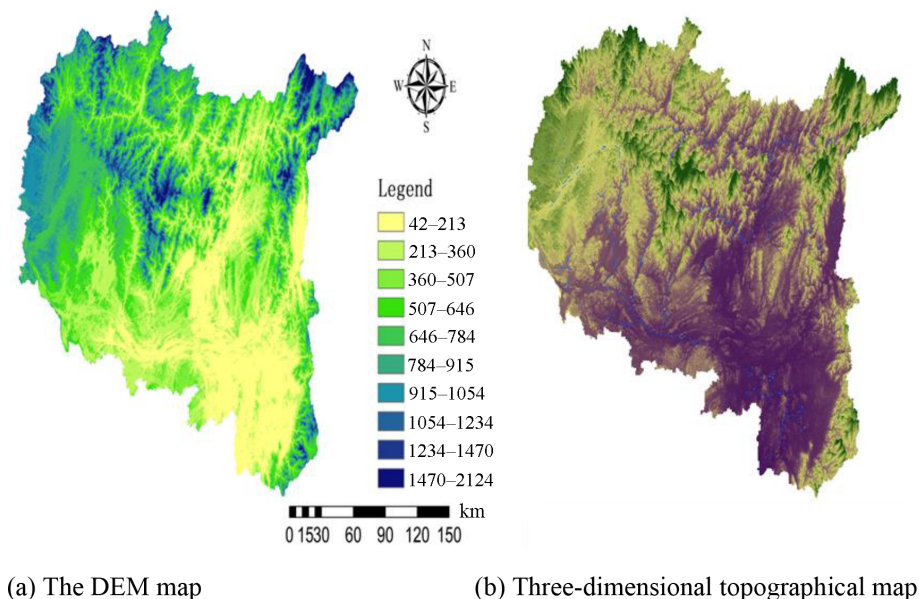 N
W E
S
Legend
42–213
213–360
360–507
507–646
646–784
784–915
915–1054
1054–1234
1234–1470
1470–2124
km
0 1530 60 90 120 150
(a) The DEM map
(b) Three-dimensional topographical map